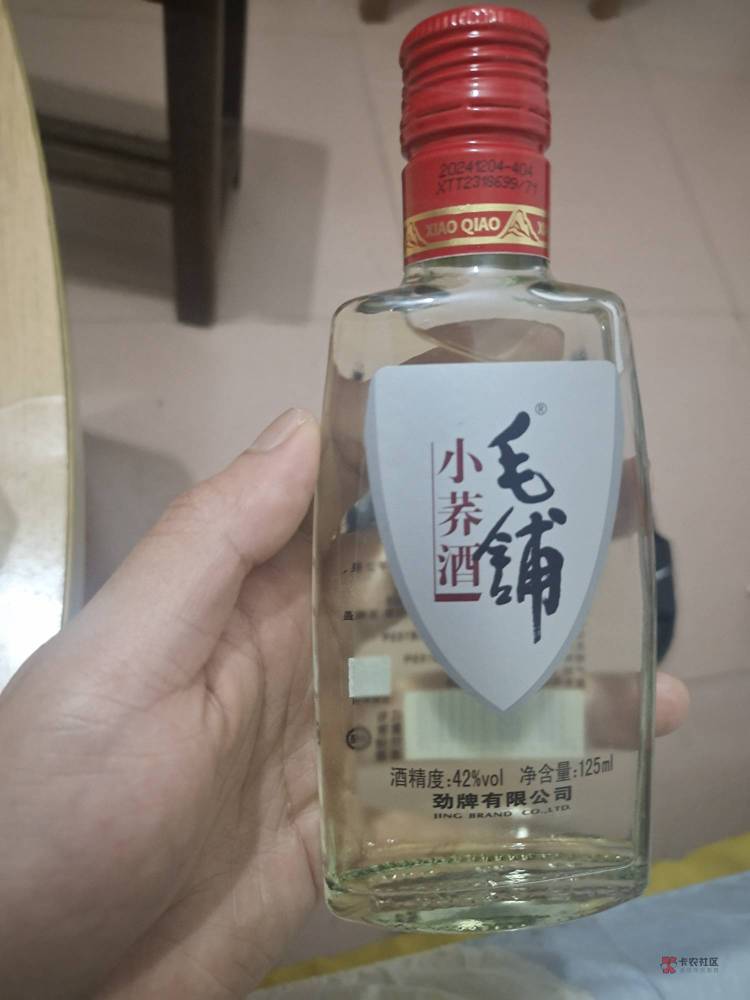 20241204-404
XTT2318699/71
XIAO QIAO
毛铺
®
小荞酒
酒精度:42%vol 净含量:125ml
劲牌有限公司
JING BRAND CO.,LTD.
卡农社区